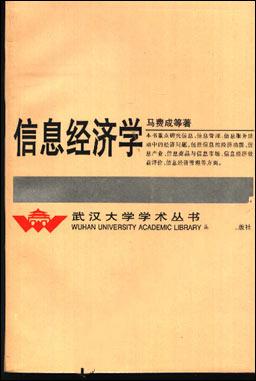 马费成等著
信息经济学
本书重点研究信息、信息管理、信息服务活
动中的经济问题,包括信息的经济功能、信
息产业、信息商品与信息市场、信息经济效
益评价、信息经济管理等方面。
武汉大学学术丛书
WUHAN UNIVERSITY ACADEMIC LIBRARY
版社